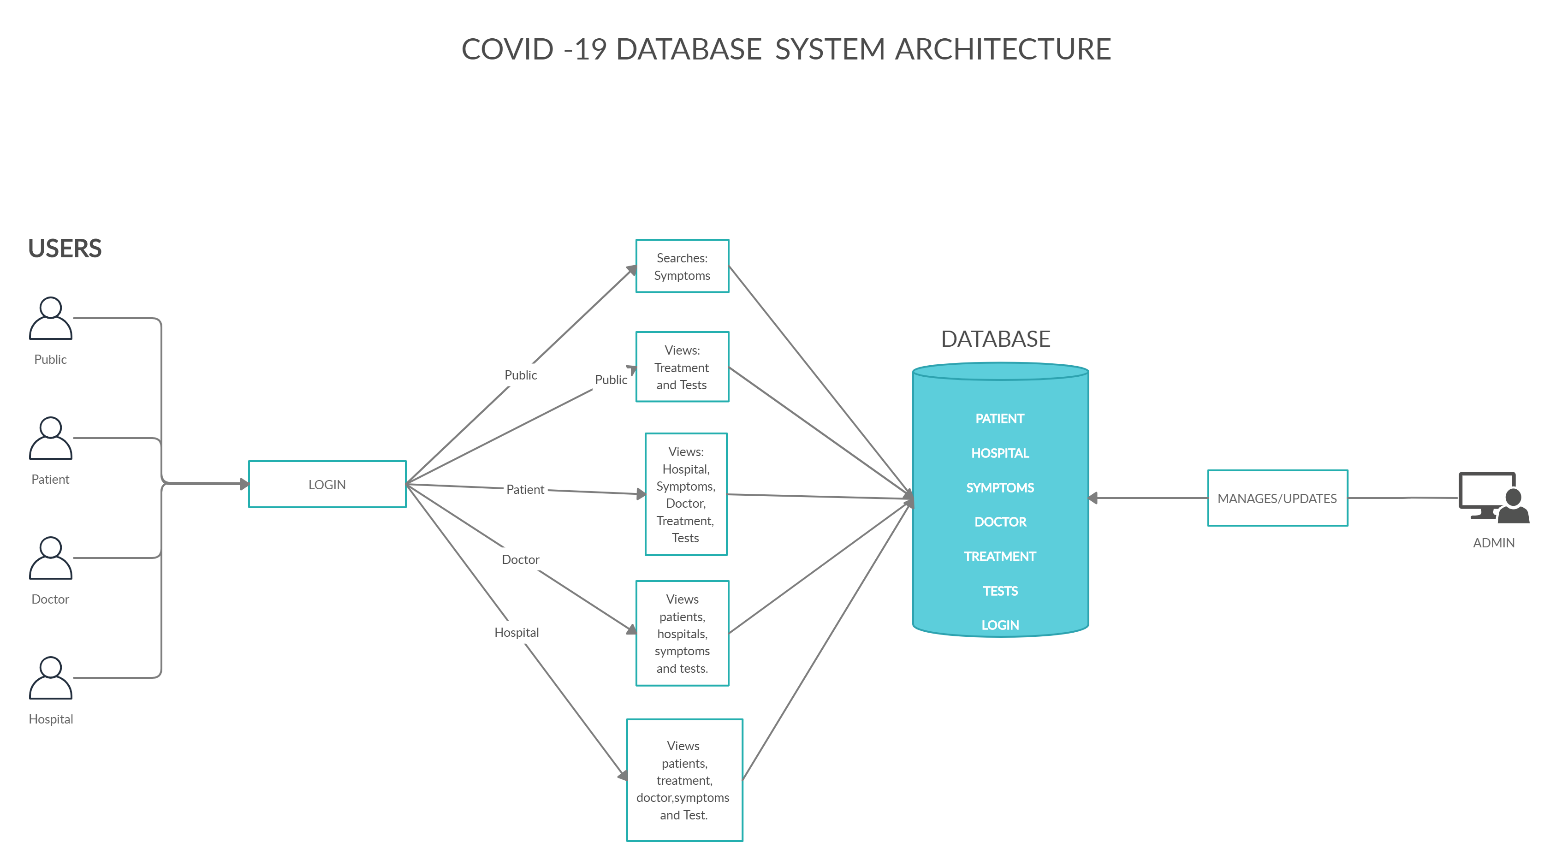 COVID -19 DATABASE SYSTEM ARCHITECTURE
USERS
Public
Patient
Doctor
Hospital
LOGIN
Public
Public
Patient
Doctor
Hospital
Searches:
Symptoms
Views:
Treatment
and Tests
Views:
Hospital,
Symptoms,
Doctor,
Treatment,
Tests
Views
patients,
hospitals,
symptoms
and tests.
Views
patients,
treatment,
doctor,symptoms
and Test.
DATABASE
PATIENT
HOSPITAL
SYMPTOMS
DOCTOR
TREATMENT
TESTS
LOGIN
MANAGES/UPDATES
ADMIN